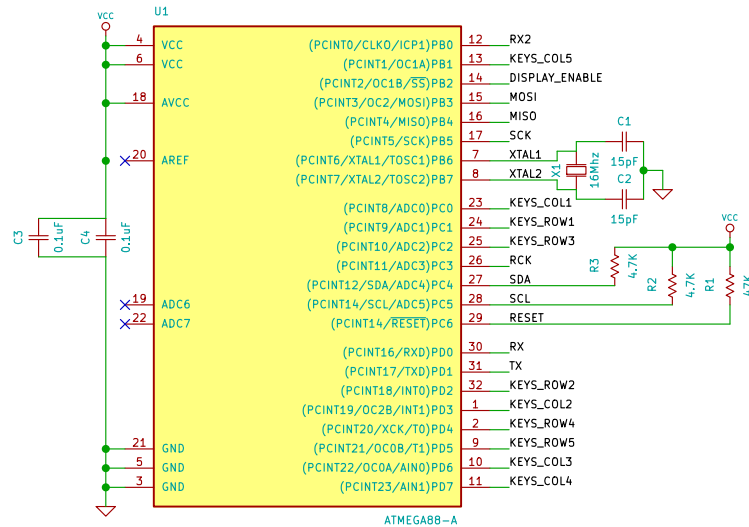 VCC
U1
4 VCC (PCINT0/CLKO/ICP1)PB0 12 RX2
6 VCC (PCINT1/OC1A)PB1 13 KEYS_COL5
(PCINT2/OC1B/SS)PB2 14 DISPLAY_ENABLE
18 AVCC (PCINT3/OC2/MOSI)PB3 15 MOSI
(PCINT4/MISO)PB4 16 MISO
(PCINT5/SCK)PB5 17 SCK
20 AREF (PCINT6/XTAL1/TOSC1)PB6 7 XTAL1
(PCINT7/XTAL2/TOSC2)PB7 8 XTAL2
X1
16Mhz
C1
15pF
C2
15pF
(PCINT8/ADC0)PC0 23 KEYS_COL1
(PCINT9/ADC1)PC1 24 KEYS_ROW1
(PCINT10/ADC2)PC2 25 KEYS_ROW3
(PCINT11/ADC3)PC3 26 RCK
(PCINT12/SDA/ADC4)PC4 27 SDA
19 ADC6 (PCINT14/SCL/ADC5)PC5 28 SCL
22 ADC7 (PCINT14/RESET)PC6 29 RESET
C3
0.1uF
C4
0.1uF
VCC
R3
4.7K
R2
4.7K
R1
47K
(PCINT16/RXD)PD0 30 RX
(PCINT17/TXD)PD1 31 TX
(PCINT18/INT0)PD2 32 KEYS_ROW2
(PCINT19/OC2B/INT1)PD3 1 KEYS_COL2
(PCINT20/XCK/T0)PD4 2 KEYS_ROW4
21 GND (PCINT21/OC0B/T1)PD5 9 KEYS_ROW5
5 GND (PCINT22/OC0A/AIN0)PD6 10 KEYS_COL3
3 GND (PCINT23/AIN1)PD7 11 KEYS_COL4
ATMEGA88-A